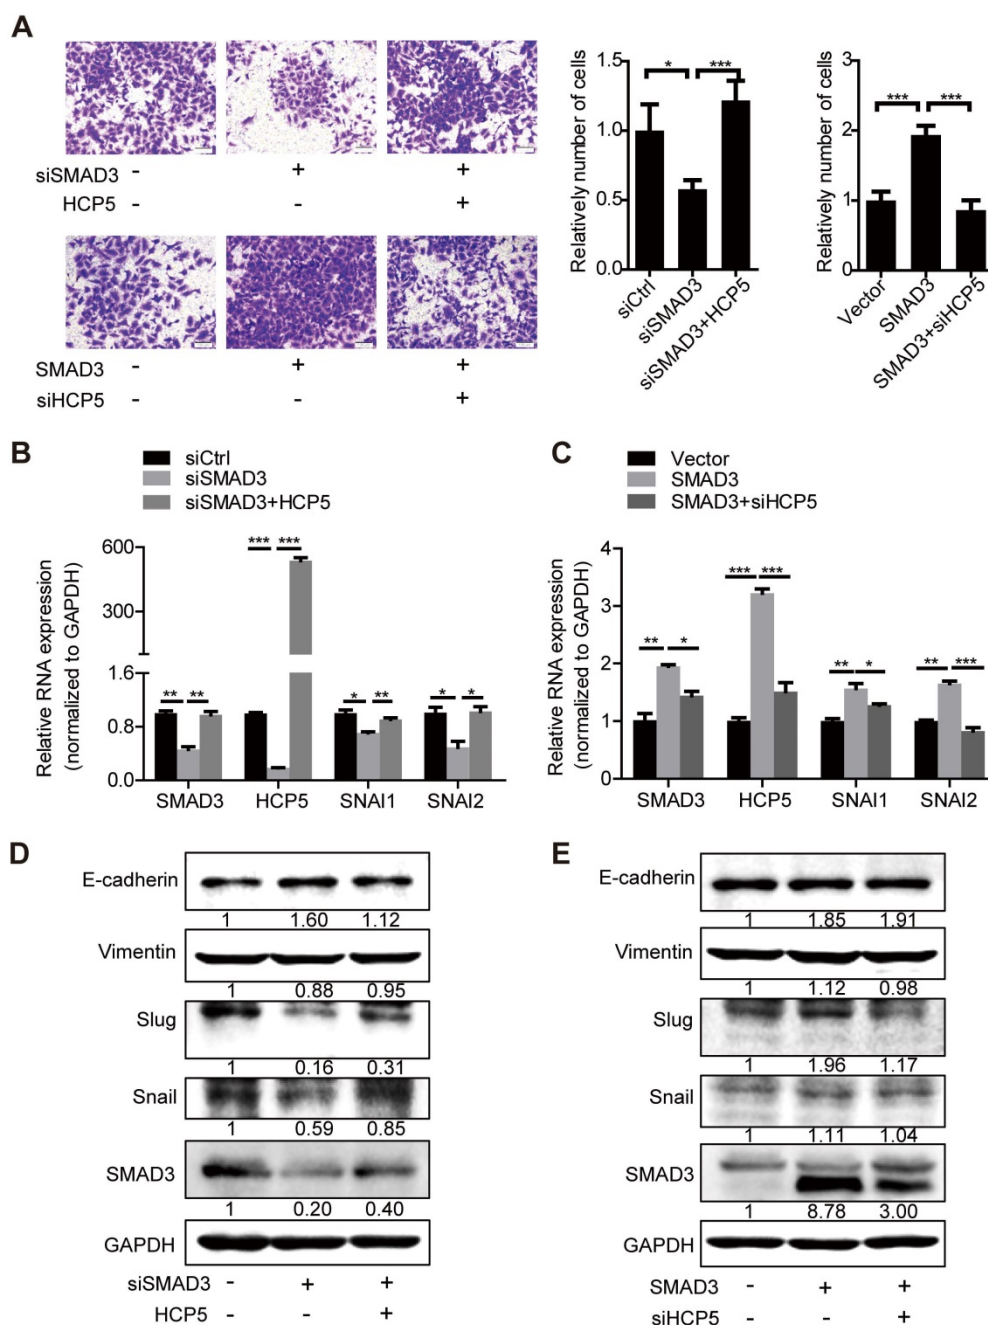 A
siSMAD3 - + +
HCP5 - - +
SMAD3 - + +
siHCP5 - - +
Relatively number of cells
1.5
1.0
0.5
0.0
* ***
siCtrl
siSMAD3
siSMAD3+HCP5
Relatively number of cells
3
2
1
0
*** ***
Vector
SMAD3
SMAD3+siHCP5
B
siCtrl
siSMAD3
siSMAD3+HCP5
Relative RNA expression
(normalized to GAPDH)
600
300
1.6
0.8
0.0
** ** *** *** * ** * *
SMAD3 HCP5 SNAI1 SNAI2
C
Vector
SMAD3
SMAD3+siHCP5
Relative RNA expression
(normalized to GAPDH)
4
3
2
1
0
** * *** *** ** * ** ***
SMAD3 HCP5 SNAI1 SNAI2
D
E-cadherin
1 1.60 1.12
Vimentin
1 0.88 0.95
Slug
1 0.16 0.31
Snail
1 0.59 0.85
SMAD3
1 0.20 0.40
GAPDH
siSMAD3 - + +
HCP5 - - +
E
E-cadherin
1 1.85 1.91
Vimentin
1 1.12 0.98
Slug
1 1.96 1.17
Snail
1 1.11 1.04
SMAD3
1 8.78 3.00
GAPDH
SMAD3 - + +
siHCP5 - - +